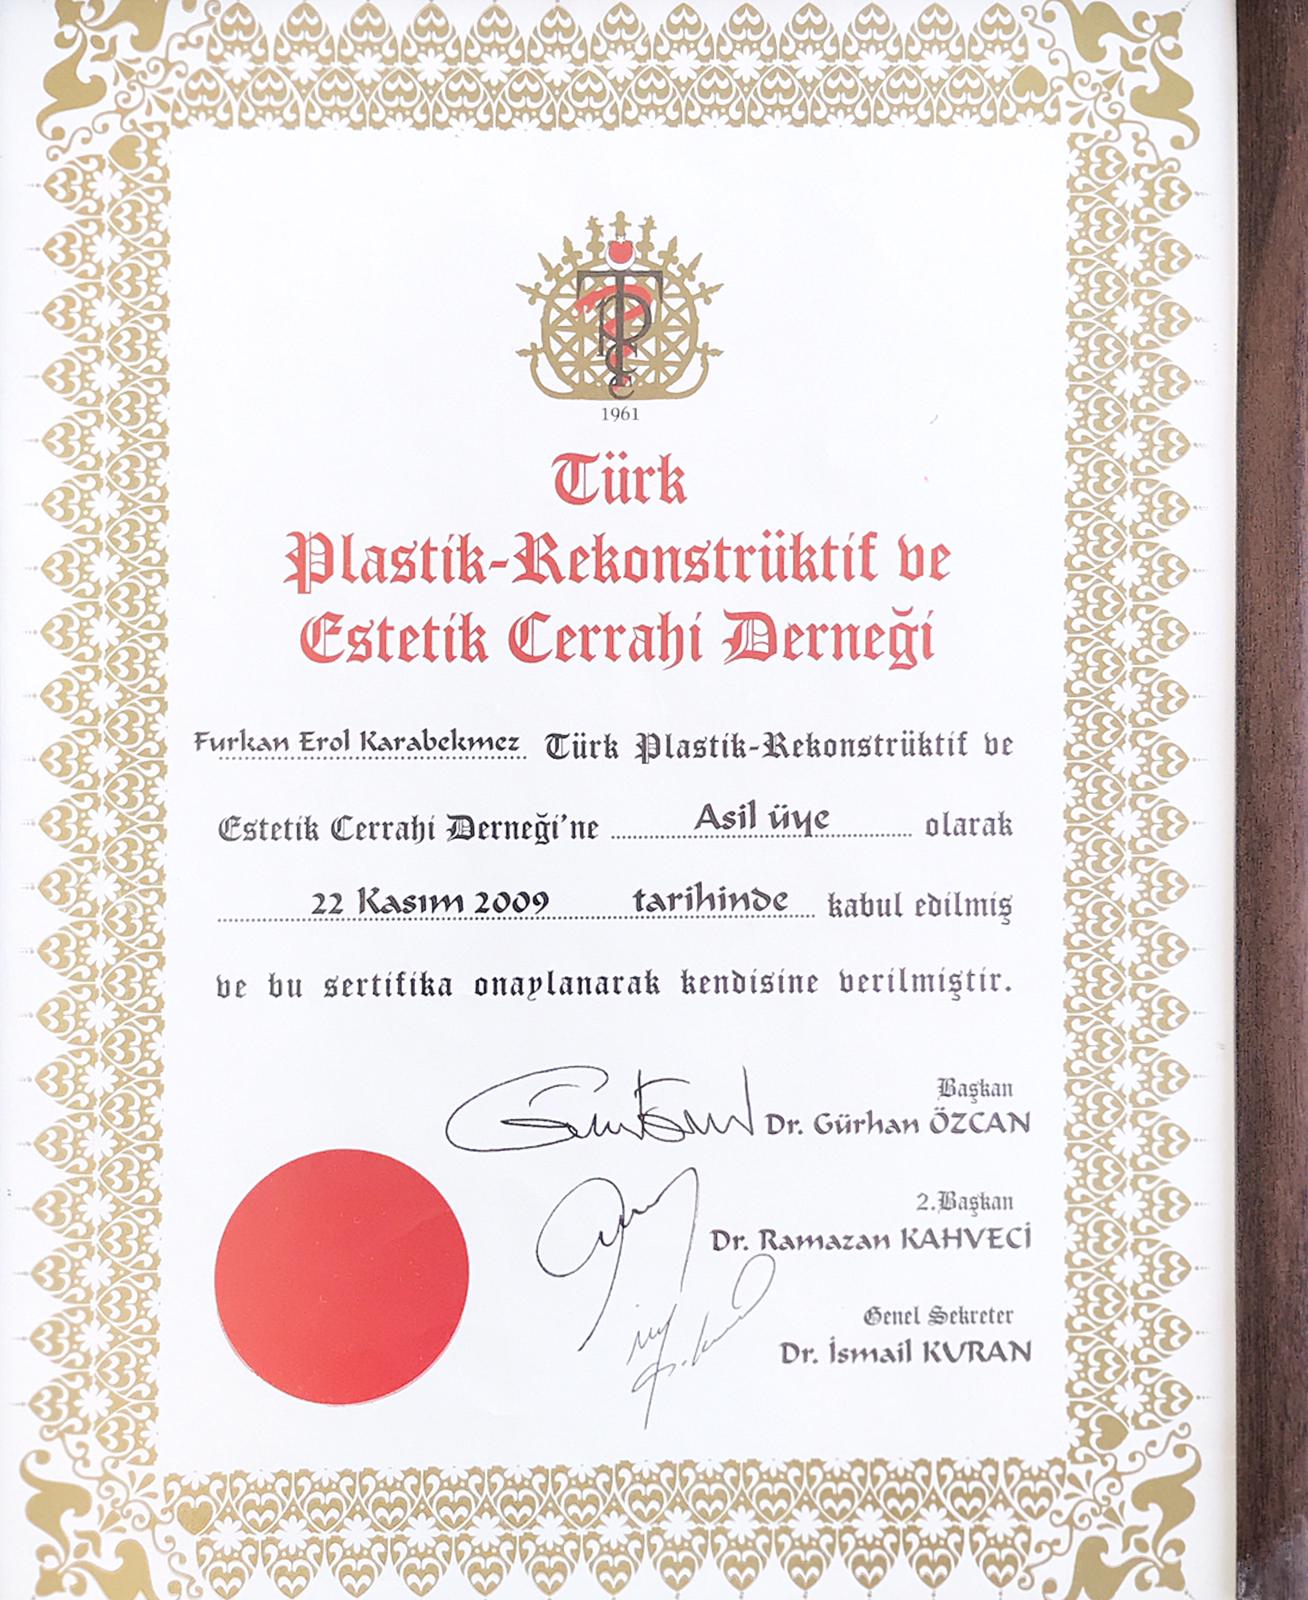 TPCC
1961
Türk
Plastik-Rekonstrüktif ve
Estetik Cerrahi Derneği
Furkan Erol Karabekmez Türk Plastik-Rekonstrüktif ve
Estetik Cerrahi Derneği'ne Asil üye olarak
22 Kasım 2009 tarihinde kabul edilmiş
ve bu sertifika onaylanarak kendisine verilmiştir.
Başkan
Dr. Gürhan ÖZCAN
2.Başkan
Dr. Ramazan KAHVECİ
Genel Sekreter
Dr. İsmail KURAN